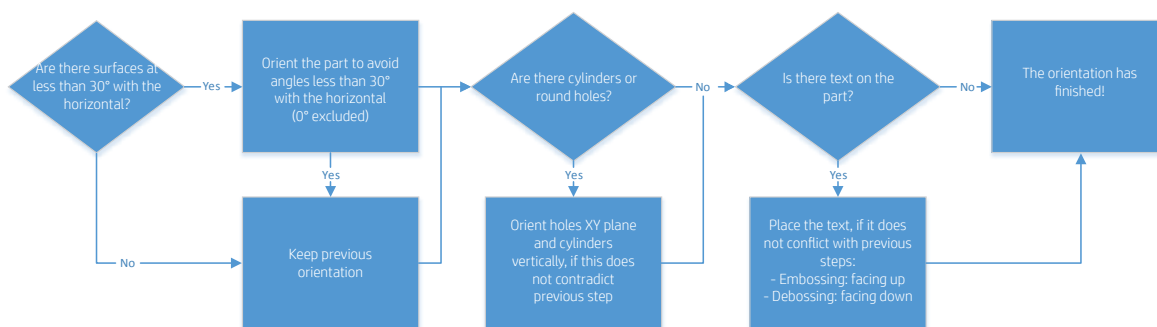 Are there surfaces at
less than 30° with the
horizontal?
Yes
Orient the part to avoid
angles less than 30°
with the horizontal
(0° excluded)
Yes
No
Keep previous
orientation
Are there cylinders or
round holes?
No
Yes
Orient holes XY plane
and cylinders
vertically, if this does
not contradict
previous step
Is there text on the
part?
No
Yes
Place the text, if it does
not conflict with previous
steps:
- Embossing: facing up
- Debossing: facing down
The orientation has
finished!